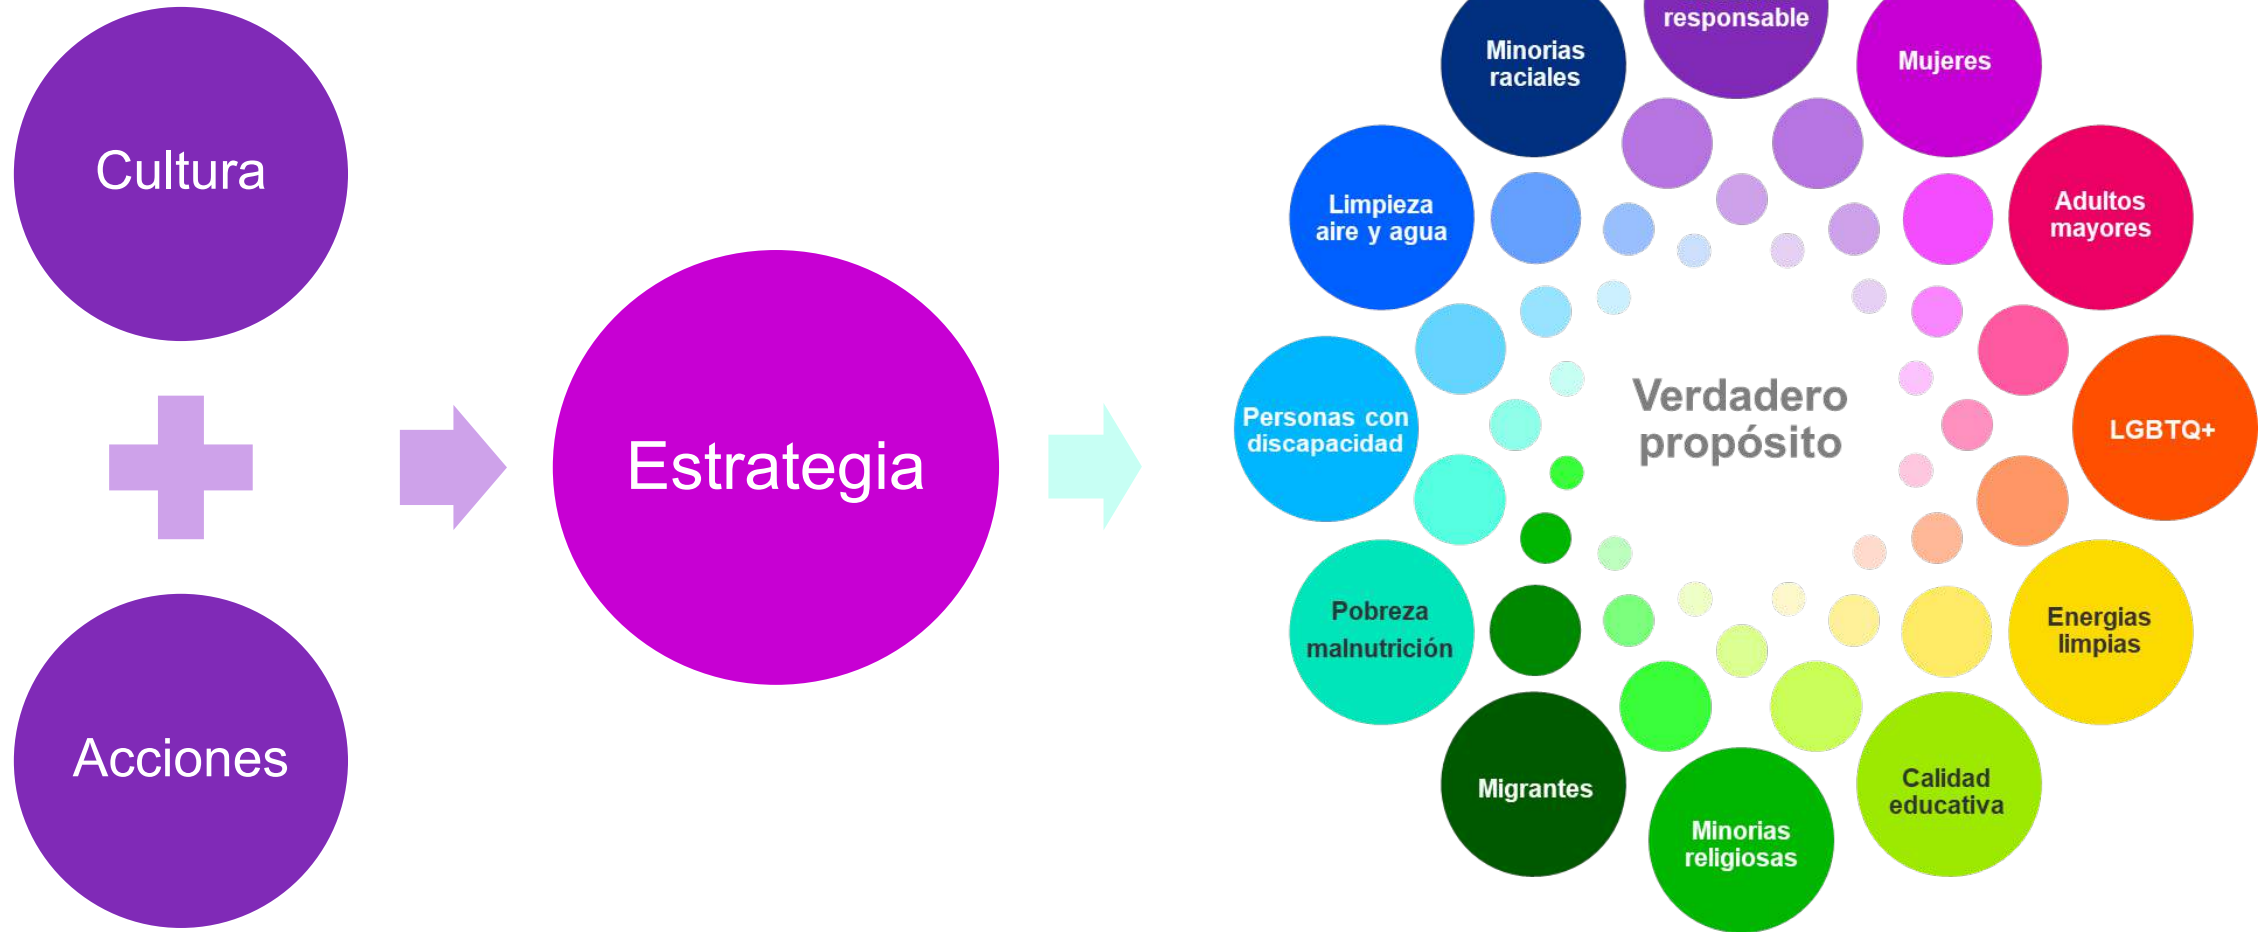 Cultura
Acciones
Estrategia
Verdadero
propósito
responsable
Mujeres
Adultos
mayores
LGBTQ+
Energias
limpias
Calidad
educativa
Minorias
religiosas
Migrantes
Pobreza
malnutrición
Personas con
discapacidad
Limpieza
aire y agua
Minorias
raciales